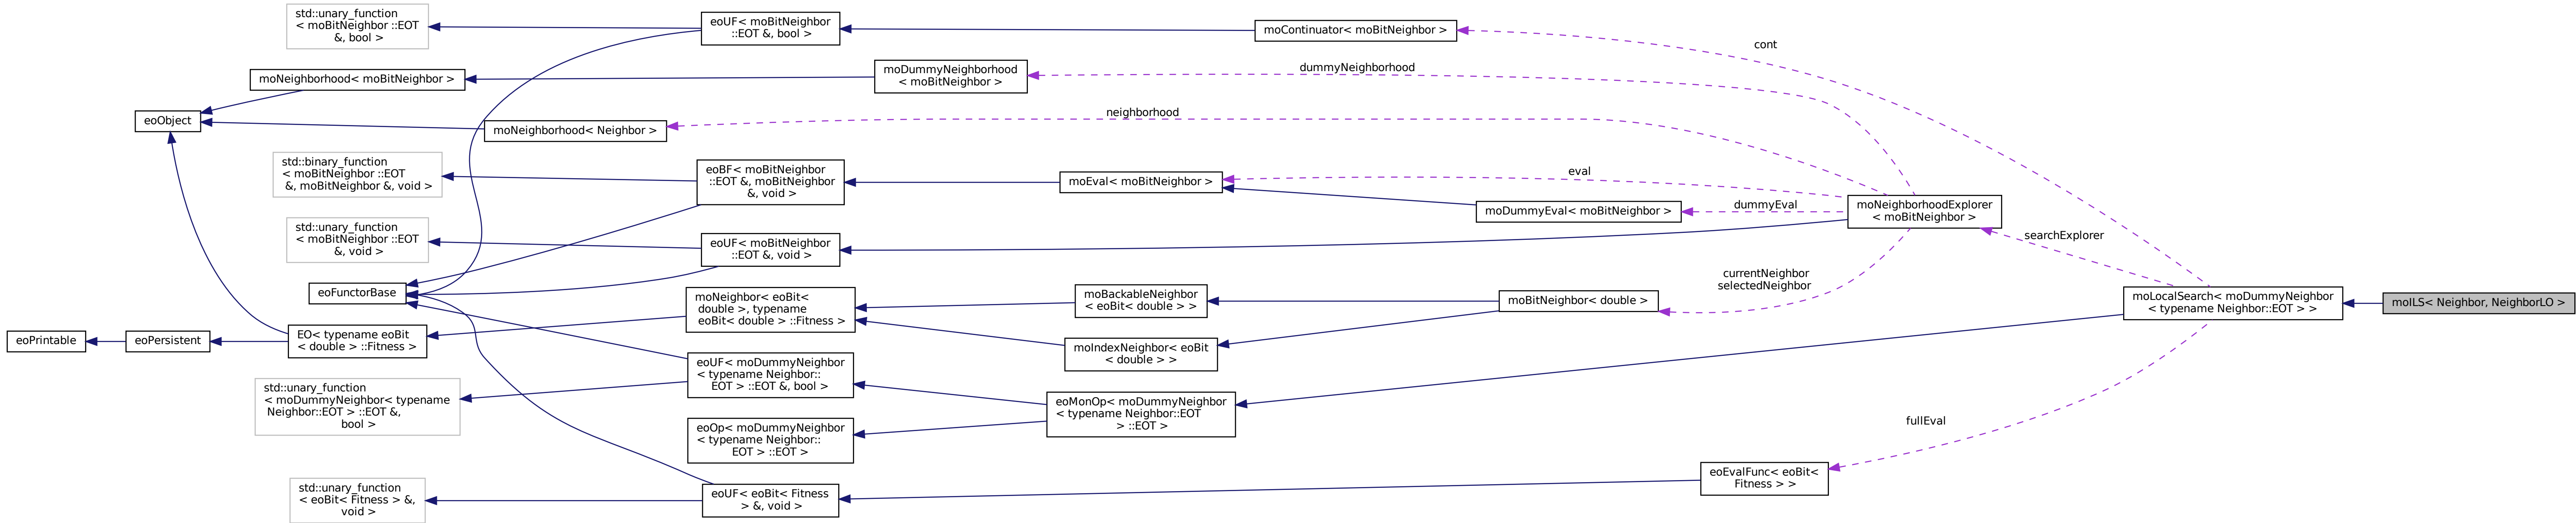 std::unary_function
< moBitNeighbor ::EOT
&, bool >
eoUF< moBitNeighbor
::EOT &, bool >
moContinuator< moBitNeighbor >
cont
moNeighborhood< moBitNeighbor >
moDummyNeighborhood
< moBitNeighbor >
dummyNeighborhood
eoObject
moNeighborhood< Neighbor >
neighborhood
std::binary_function
< moBitNeighbor ::EOT
&, moBitNeighbor &, void >
eoBF< moBitNeighbor
::EOT &, moBitNeighbor
&, void >
moEval< moBitNeighbor >
eval
moDummyEval< moBitNeighbor >
dummyEval
moNeighborhoodExplorer
< moBitNeighbor >
std::unary_function
< moBitNeighbor ::EOT
&, void >
eoUF< moBitNeighbor
::EOT &, void >
searchExplorer
eoFunctorBase
moNeighbor< eoBit<
double >, typename
eoBit< double > ::Fitness >
moBackableNeighbor
< eoBit< double > >
moBitNeighbor< double >
currentNeighbor
selectedNeighbor
moLocalSearch< moDummyNeighbor
< typename Neighbor::EOT > >
moILS< Neighbor, NeighborLO >
eoPrintable
eoPersistent
EO< typename eoBit
< double > ::Fitness >
moIndexNeighbor< eoBit
< double > >
eoUF< moDummyNeighbor
< typename Neighbor::
EOT > ::EOT &, bool >
std::unary_function
< moDummyNeighbor< typename
Neighbor::EOT > ::EOT &,
bool >
eoMonOp< moDummyNeighbor
< typename Neighbor::EOT
> ::EOT >
eoOp< moDummyNeighbor
< typename Neighbor::
EOT > ::EOT >
fullEval
eoEvalFunc< eoBit<
Fitness > >
std::unary_function
< eoBit< Fitness > &,
void >
eoUF< eoBit< Fitness
> &, void >